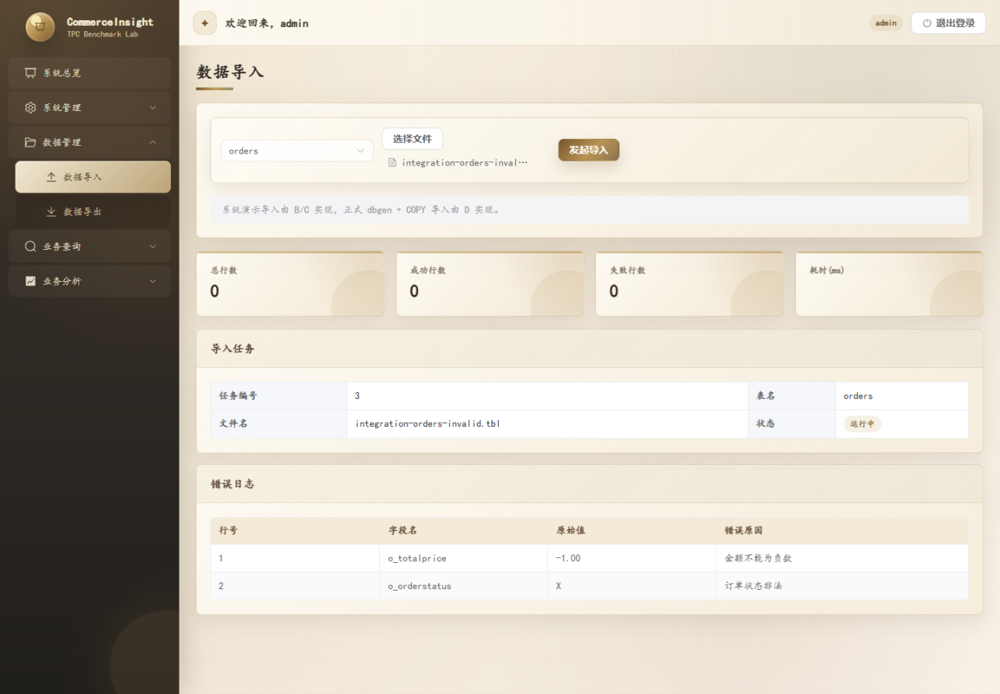 CommerceInsight
TPC Benchmark Lab
系统总览
系统管理
数据管理
数据导入
数据导出
业务查询
业务分析
欢迎回来, admin
admin
退出登录
数据导入
orders
选择文件
integration-orders-inval…
发起导入
系统演示导入由 B/C 实现, 正式 dbgen + COPY 导入由 D 实现。
总行数
0
成功行数
0
失败行数
0
耗时(ms)
导入任务
任务编号 3 表名 orders
文件名 integration-orders-invalid.tbl 状态 运行中
错误日志
行号 字段名 原始值 错误原因
1 o_totalprice -1.00 金额不能为负数
2 o_orderstatus X 订单状态非法